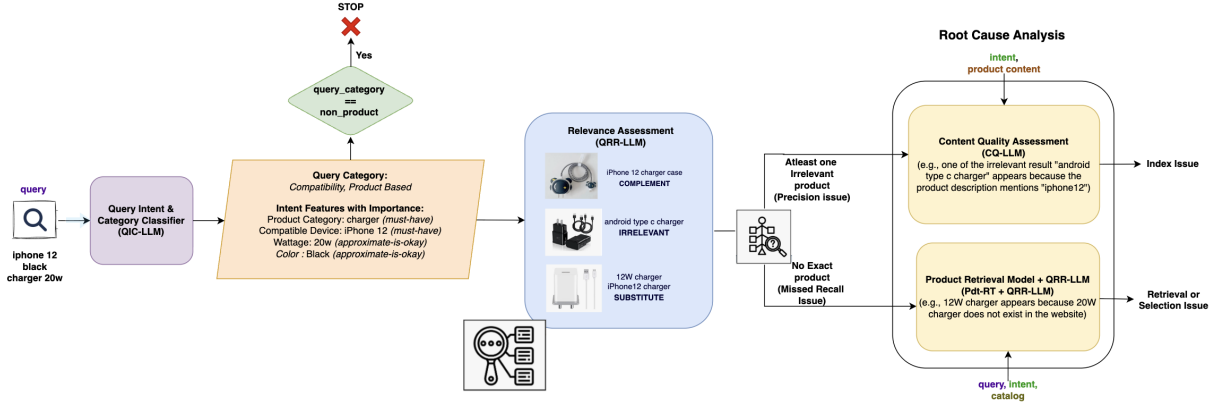 STOP
Yes
query_category
==
non_product
query
iphone 12
black
charger 20w
Query Intent &
Category Classifier
(QIC-LLM)
Query Category:
Compatibility, Product Based
Intent Features with Importance:
Product Category: charger (must-have)
Compatible Device: iPhone 12 (must-have)
Wattage: 20w (approximate-is-okay)
Color : Black (approximate-is-okay)
Relevance Assessment
(QRR-LLM)
iPhone 12 charger case
COMPLEMENT
android type c charger
IRRELEVANT
12W charger
iPhone12 charger
SUBSTITUTE
Atleast one
Irrelevant
product
(Precision issue)
No Exact
product
(Missed Recall
Issue)
Root Cause Analysis
intent,
product content
Content Quality Assessment
(CQ-LLM)
(e.g., one of the irrelevant result "android
type c charger" appears because the
product description mentions "iphone12")
Index Issue
Product Retrieval Model + QRR-LLM
(Pdt-RT + QRR-LLM)
(e.g., 12W charger appears because 20W
charger does not exist in the website)
Retrieval or
Selection Issue
query, intent,
catalog